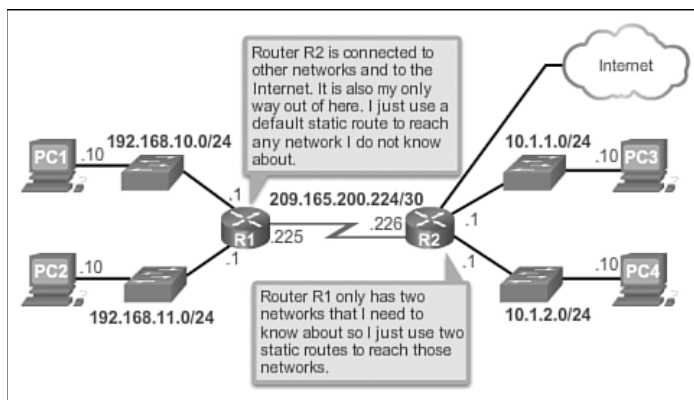 Router R2 is connected to
other networks and to the
Internet. It is also my only
way out of here. I just use a
default static route to reach
any network I do not know
about.
Internet
192.168.10.0/24
10.1.1.0/24
PC1
.10
.10
PC3
.1
209.165.200.224/30
.1
R1
.225
.226
R2
.1
.1
PC2
.10
.10
PC4
192.168.11.0/24
10.1.2.0/24
Router R1 only has two
networks that I need to
know about so I just use two
static routes to reach those
networks.